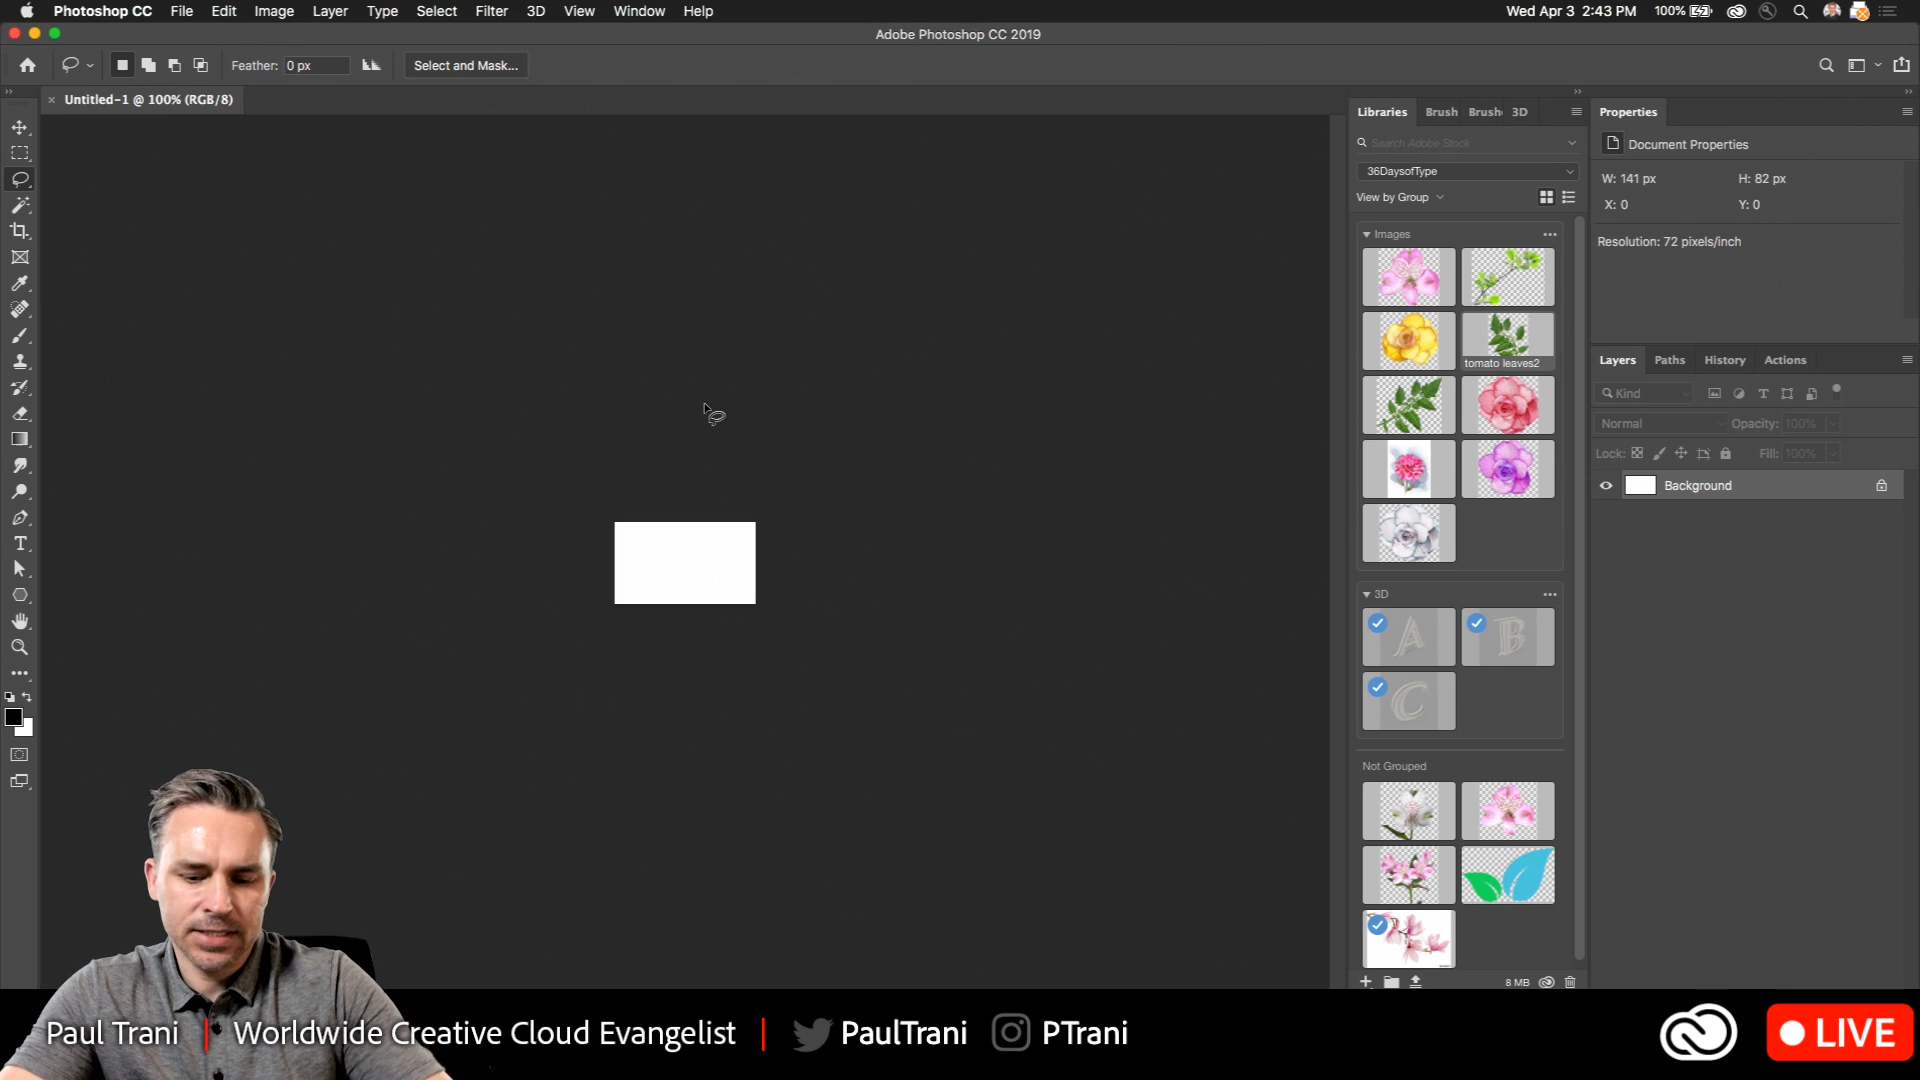 Photoshop CC File Edit Image Layer Type Select Filter 3D View Window Help Wed Apr 3 2:43 PM 100%
Adobe Photoshop CC 2019
Feather: 0 px Select and Mask...
Untitled-1 @ 100% (RGB/8)
Libraries Brush Brush 3D
Search Adobe Stock
36DaysofType
View by Group
Images
tomato leaves2
3D
A B
C
Not Grouped
8 MB
Properties
Document Properties
W: 141 px H: 82 px
X: 0 Y: 0
Resolution: 72 pixels/inch
Layers Paths History Actions
Kind
Normal Opacity: 100%
Lock: Fill: 100%
Background
T
Paul Trani | Worldwide Creative Cloud Evangelist | PaulTrani PTrani
LIVE